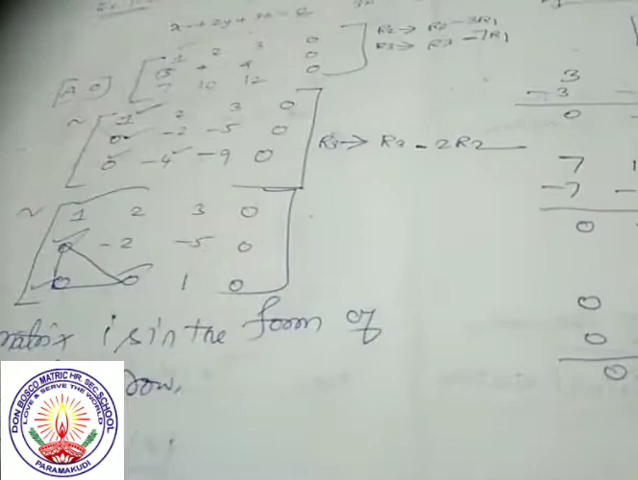 x + 2y + 3z = 0
[A 0] [1 2 3 0 R2 → R2 - 3R1
3 4 4 0 R3 → R3 - 7R1
7 10 12 0]
~ [1 2 3 0
0 -2 -5 0
0 -4 -9 0] R3 → R3 - 2R2
~ [1 2 3 0
0 -2 -5 0
0 0 1 0]
matrix is in the form of
3
-3
0
7 1
-7 -
0
0
0
0
DON BOSCO MATRIC HR. SEC. SCHOOL
LOVE & SERVE THE WORLD
PARAMAKUDI